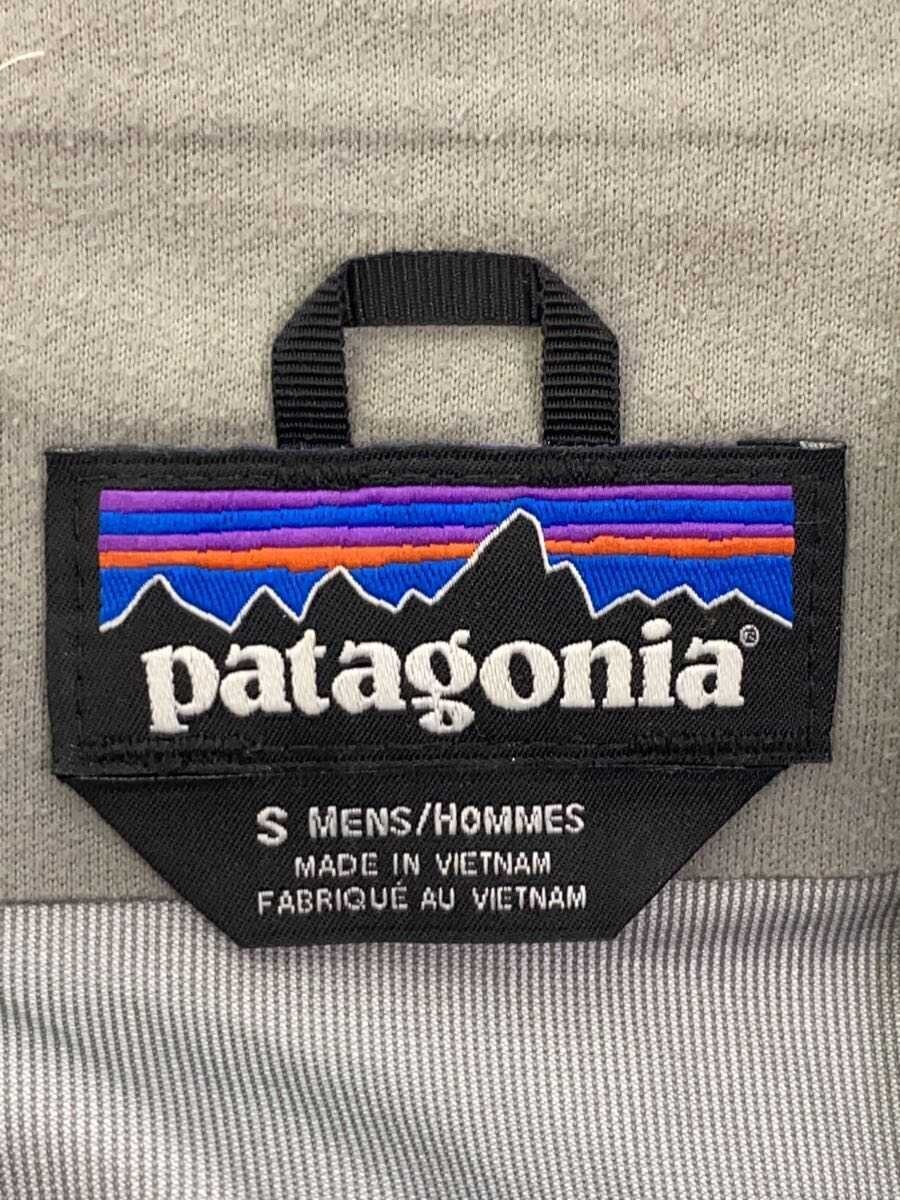 patagonia®
S MENS/HOMMES
MADE IN VIETNAM
FABRIQUÉ AU VIETNAM